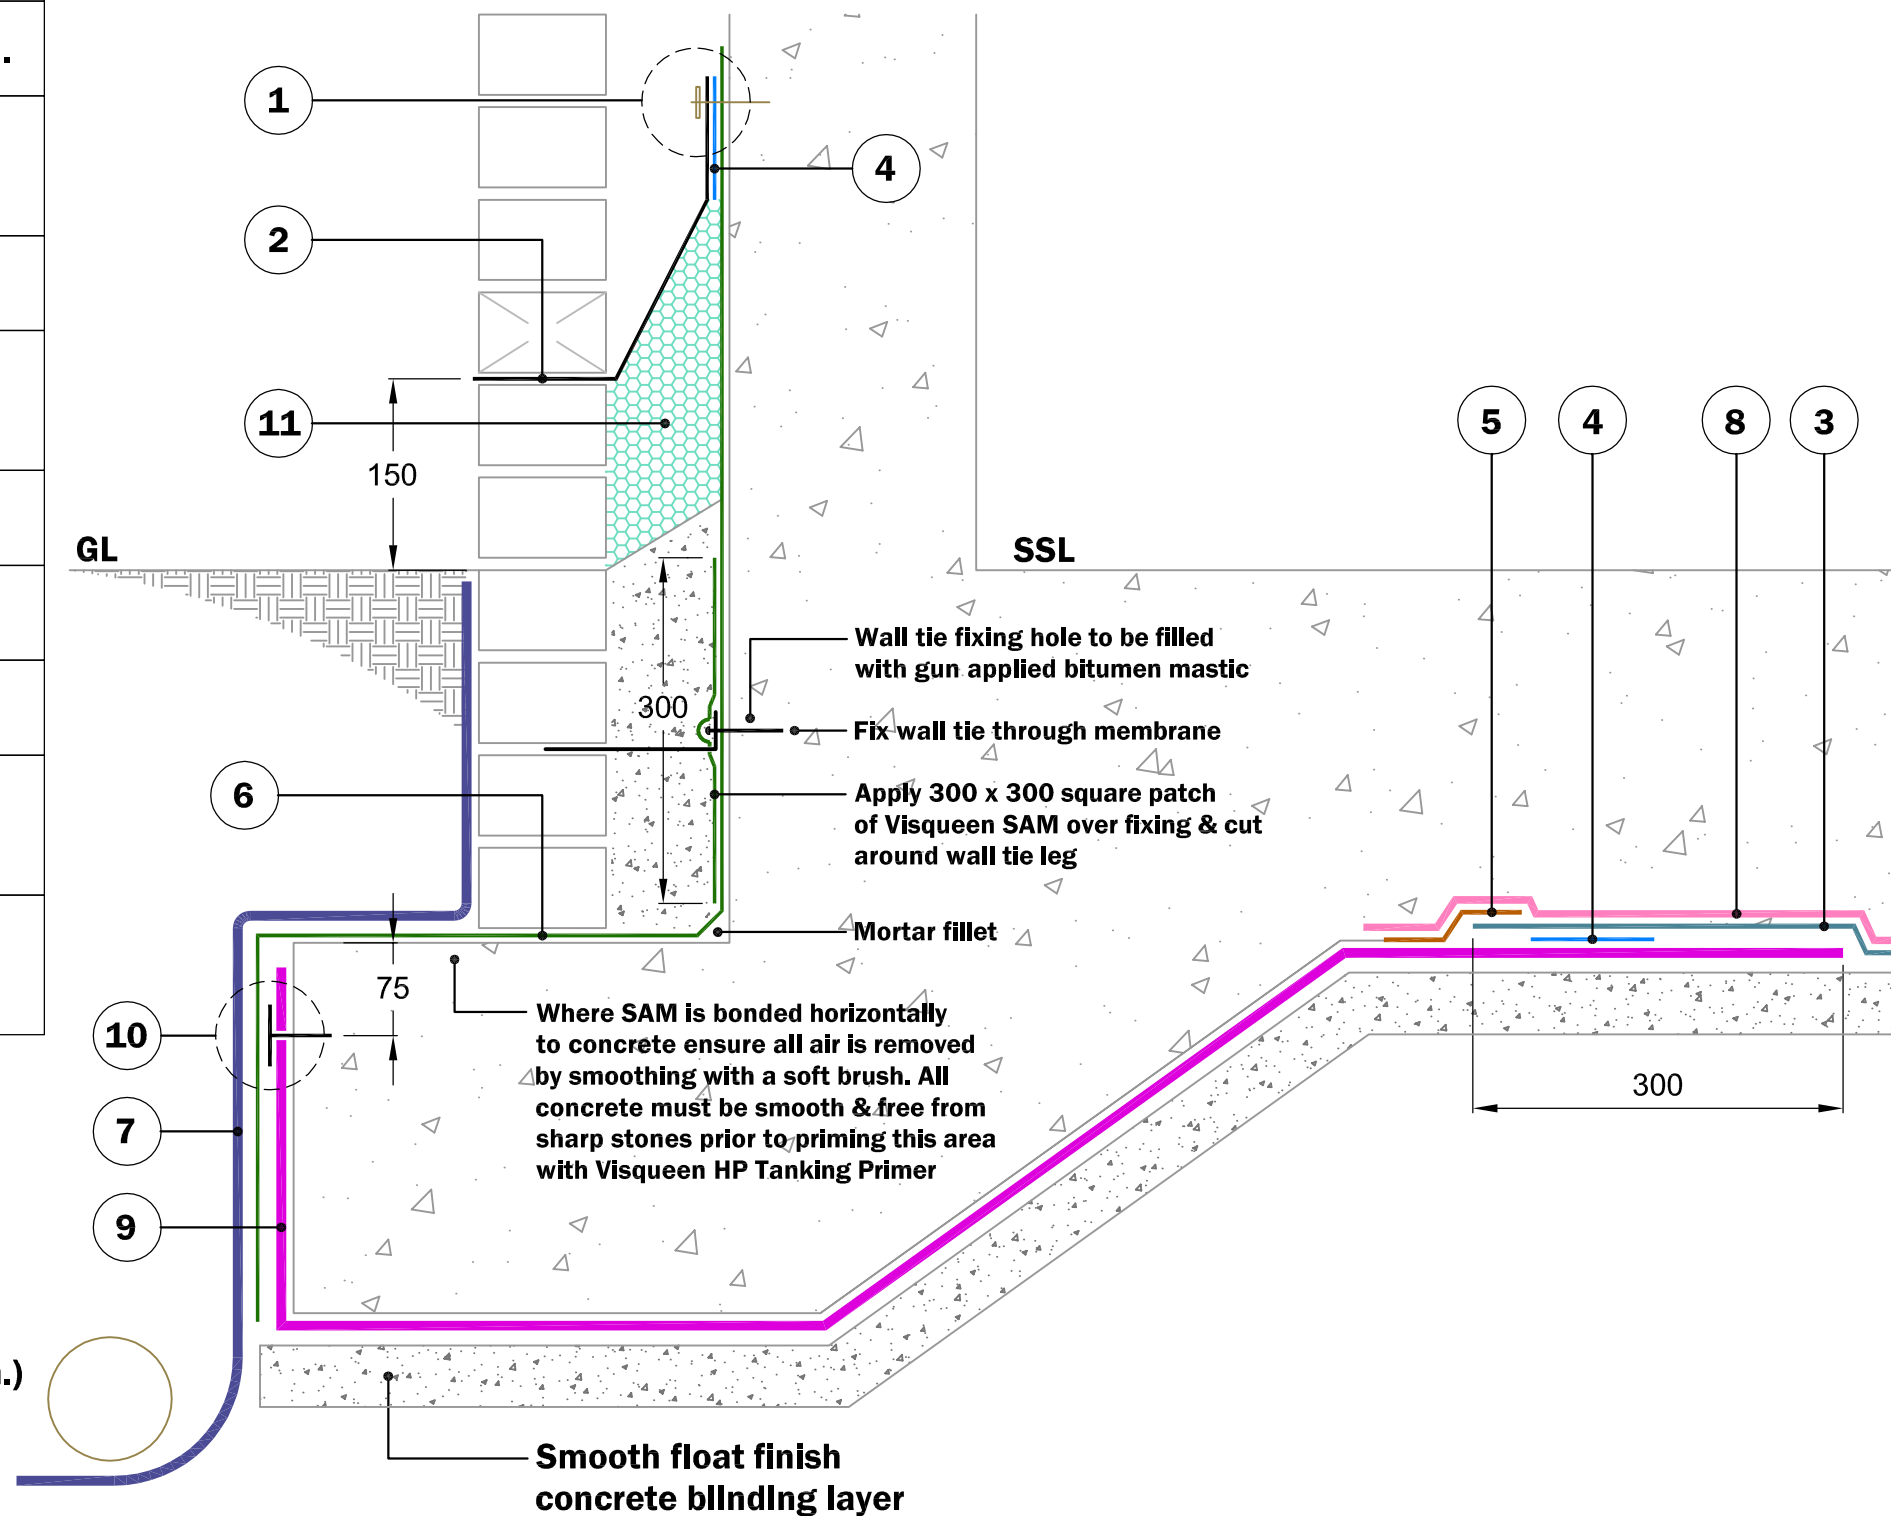 .
1
4
2
11
150
GL
SSL
5
4
8
3
Wall tie fixing hole to be filled
with gun applied bitumen mastic
300
Fix wall tie through membrane
6
Apply 300 x 300 square patch
of Visqueen SAM over fixing & cut
around wall tie leg
Mortar fillet
75
10
Where SAM is bonded horizontally
to concrete ensure all air is removed
by smoothing with a soft brush. All
concrete must be smooth & free from
sharp stones prior to priming this area
with Visqueen HP Tanking Primer
300
7
9
.)
Smooth float finish
concrete blinding layer